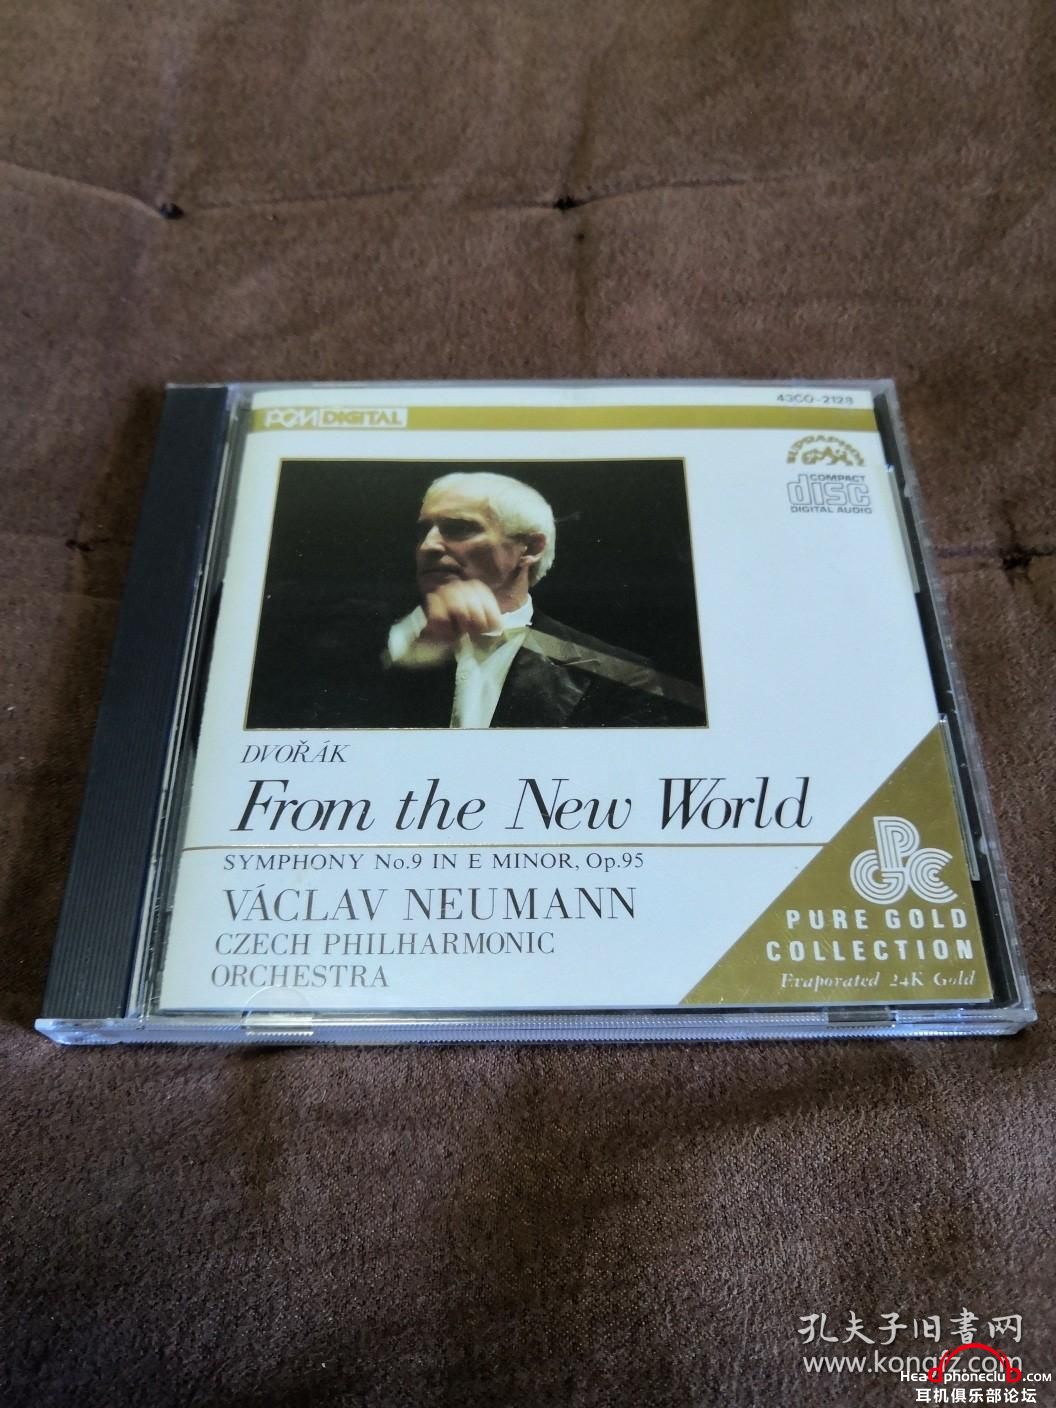 43CO-2128
PCM DIGITAL
SUPRAPHON
COMPACT
disc
DIGITAL AUDIO
DVOŘÁK
From the New World
SYMPHONY No.9 IN E MINOR, Op.95
VÁCLAV NEUMANN
CZECH PHILHARMONIC
ORCHESTRA
PGC
PURE GOLD
COLLECTION
Evaporated 24K Gold
孔夫子旧書网
www.kongfz.com
Headphoneclub.com
耳机俱乐部论坛